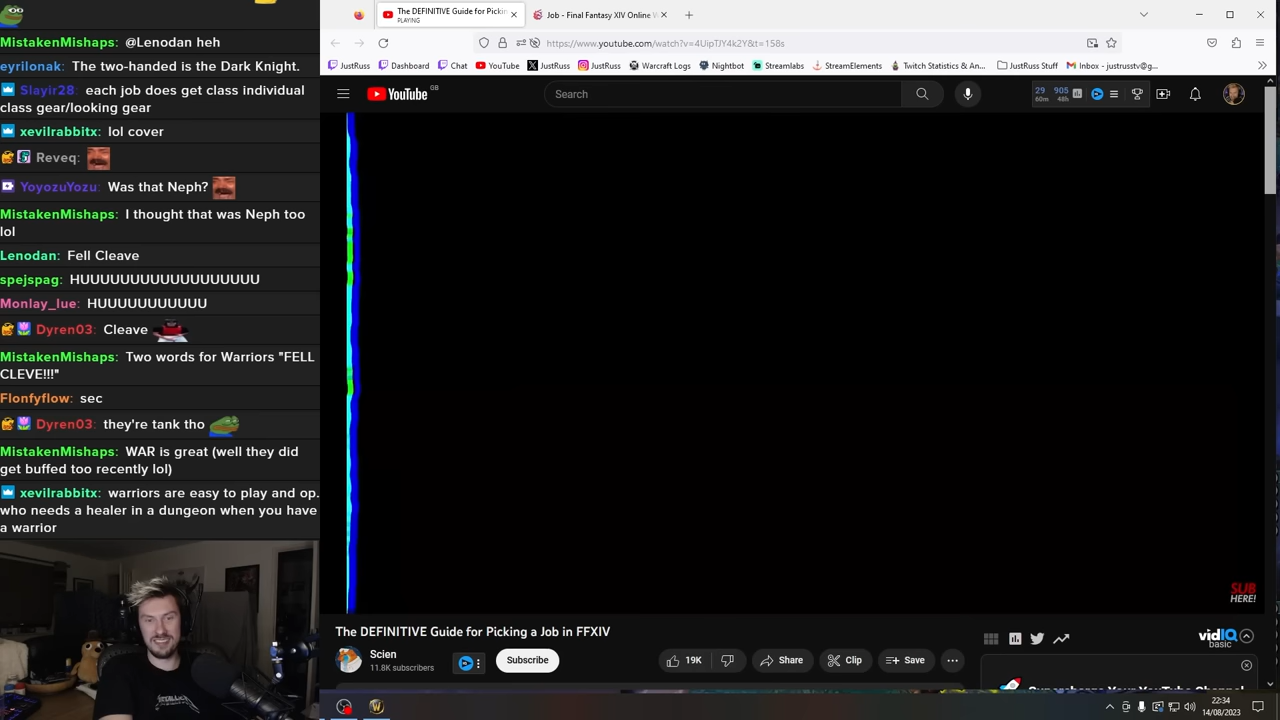 MistakenMishaps: @Lenodan heh
eyrilonak: The two-handed is the Dark Knight.
Slayir28: each job does get class individual
class gear/looking gear
xevilrabbitx: lol cover
Reveq:
YoyozuYozu: Was that Neph?
MistakenMishaps: I thought that was Neph too
lol
Lenodan: Fell Cleave
spejspag: HUUUUUUUUUUUUUUUUUU
Monlay_lue: HUUUUUUUUUUU
Dyren03: Cleave
MistakenMishaps: Two words for Warriors "FELL
CLEVE!!!"
Flonfyflow: sec
Dyren03: they're tank tho
MistakenMishaps: WAR is great (well they did
get buffed too recently lol)
xevilrabbitx: warriors are easy to play and op.
who needs a healer in a dungeon when you have
a warrior
The DEFINITIVE Guide for Pickin
PLAYING
Job - Final Fantasy XIV Online
https://www.youtube.com/watch?v=4UipTJY4k2Y&t=158s
JustRuss Dashboard Chat YouTube JustRuss JustRuss Warcraft Logs Nightbot Streamlabs StreamElements Twitch Statistics & An... JustRuss Stuff Inbox - justrusstv@g...
YouTube GB
Search
29 905
60m 48h
SUB
HERE!
The DEFINITIVE Guide for Picking a Job in FFXIV
Scien
11.8K subscribers
Subscribe
19K Share Clip Save
vidIQ
basic
22:34
14/08/2023